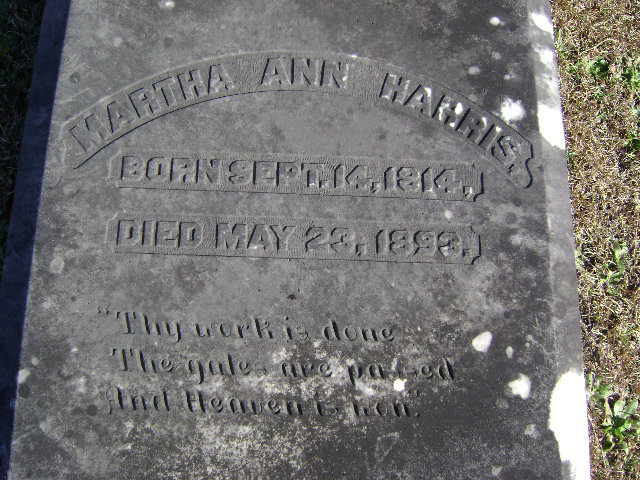 MARTHA ANN HARRIS.
BORN SEPT. 14, 1814.,
DIED MAY 23, 1893.,
"Thy work is done
The gates are passed
And Heaven is won."